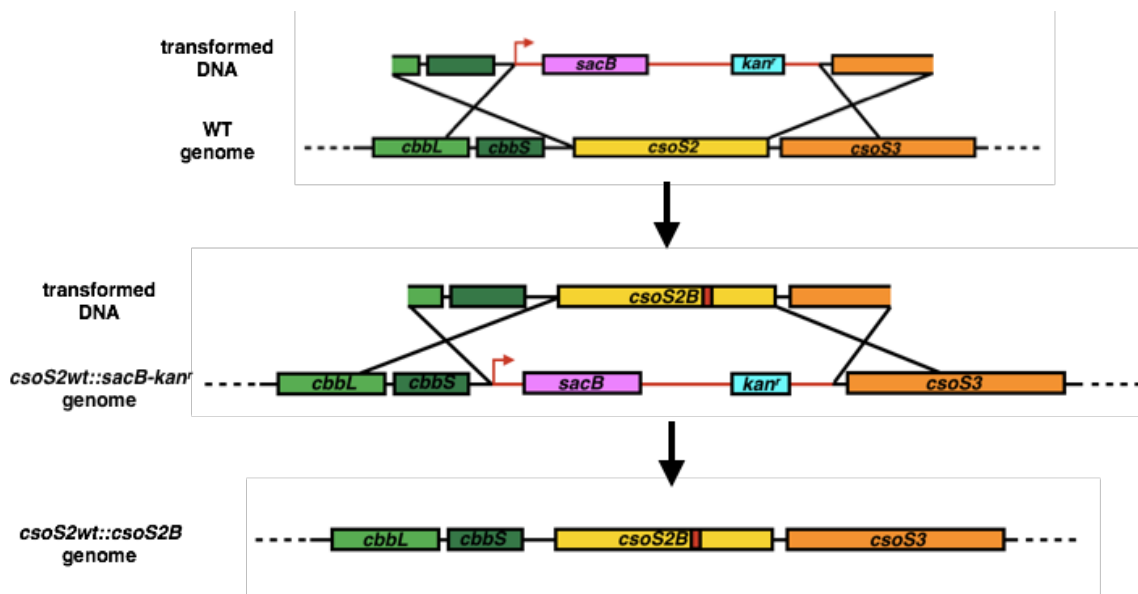 transformed
DNA
sacB
kanʳ
WT
genome
cbbL
cbbS
csoS2
csoS3
transformed
DNA
csoS2B
csoS2wt::sacB-kanʳ
genome
cbbL
cbbS
sacB
kanʳ
csoS3
csoS2wt::csoS2B
genome
cbbL
cbbS
csoS2B
csoS3